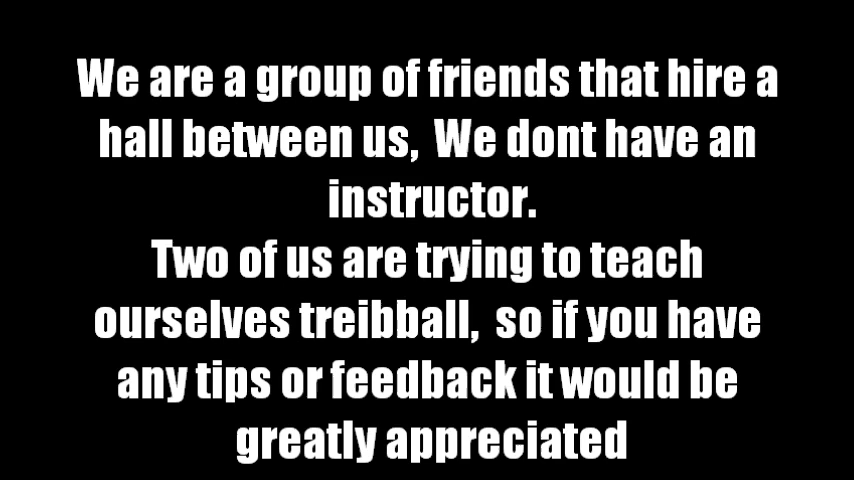 We are a group of friends that hire a
hall between us,  We dont have an
instructor.
Two of us are trying to teach
ourselves treibball,  so if you have
any tips or feedback it would be
greatly appreciated